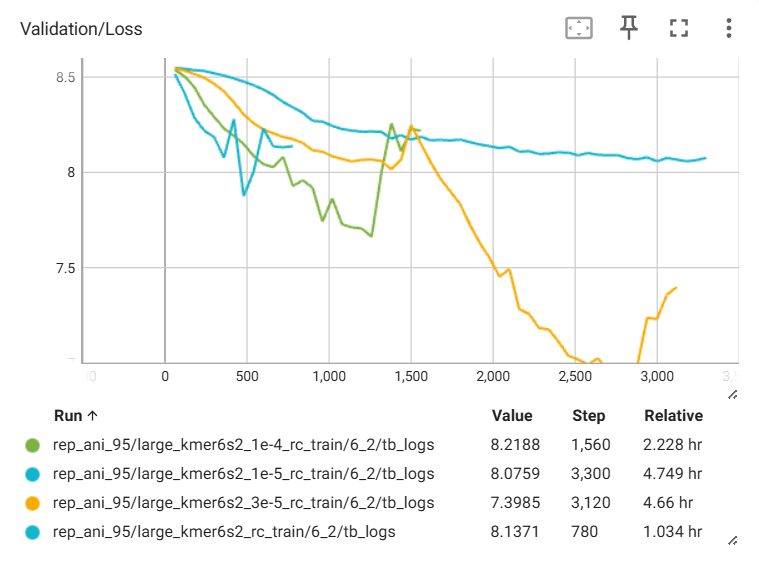 Validation/Loss
8.5
8
7.5
7
0
500
1,000
1,500
2,000
2,500
3,000
Run Value Step Relative
rep_ani_95/large_kmer6s2_1e-4_rc_train/6_2/tb_logs 8.2188 1,560 2.228 hr
rep_ani_95/large_kmer6s2_1e-5_rc_train/6_2/tb_logs 8.0759 3,300 4.749 hr
rep_ani_95/large_kmer6s2_3e-5_rc_train/6_2/tb_logs 7.3985 3,120 4.66 hr
rep_ani_95/large_kmer6s2_rc_train/6_2/tb_logs 8.1371 780 1.034 hr